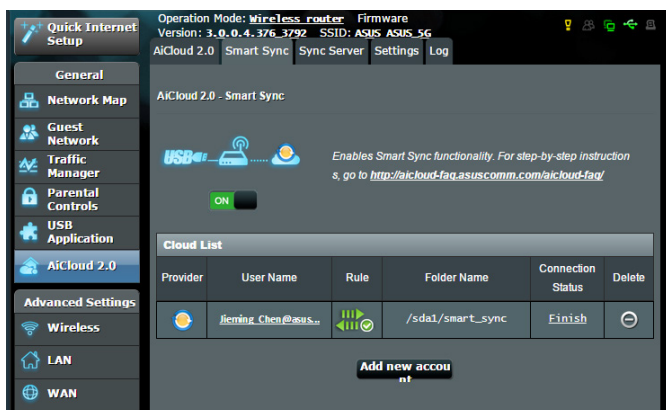 Quick Internet
Setup
Operation Mode: Wireless router Firmware
Version: 3.0.0.4.376_3792 SSID: ASUS ASUS_5G
AiCloud 2.0 Smart Sync Sync Server Settings Log
General
Network Map
Guest
Network
Traffic
Manager
Parental
Controls
USB
Application
AiCloud 2.0
Advanced Settings
Wireless
LAN
WAN
AiCloud 2.0 - Smart Sync
USB
Enables Smart Sync functionality. For step-by-step instruction
s, go to http://aicloud-faq.asuscomm.com/aicloud-faq/
ON
Cloud List
Provider User Name Rule Folder Name Connection
Status Delete
Jieming_Chen@asus... /sda1/smart_sync Finish
Add new accou
nt